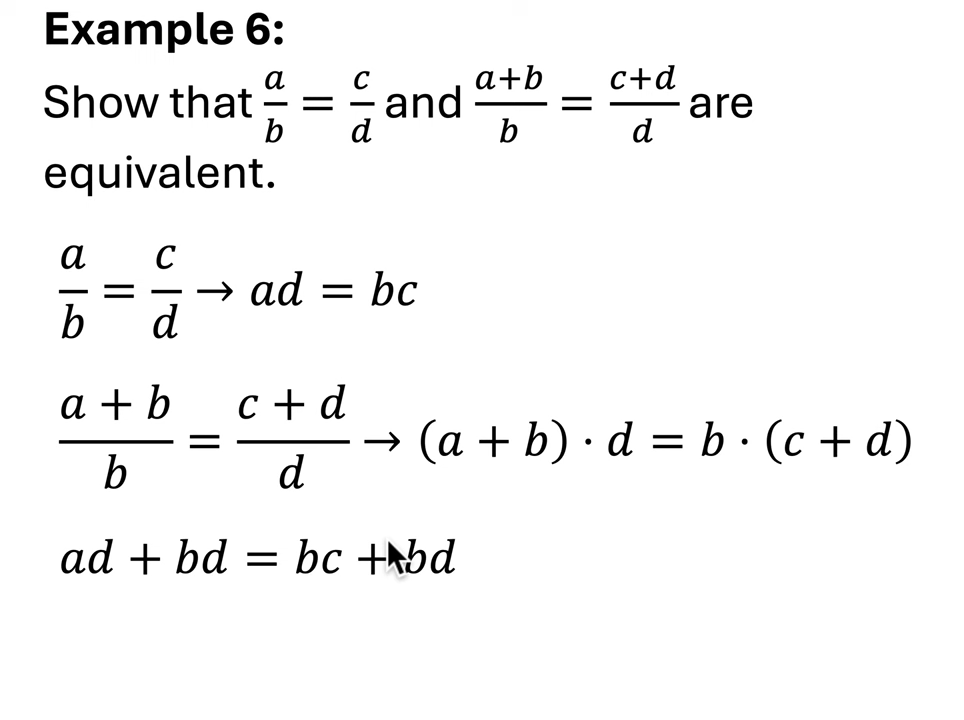 Example 6:
Show that a/b = c/d and a+b/b = c+d/d are
equivalent.
a/b = c/d → ad = bc
a + b/b = c + d/d → (a + b) · d = b · (c + d)
ad + bd = bc + bd